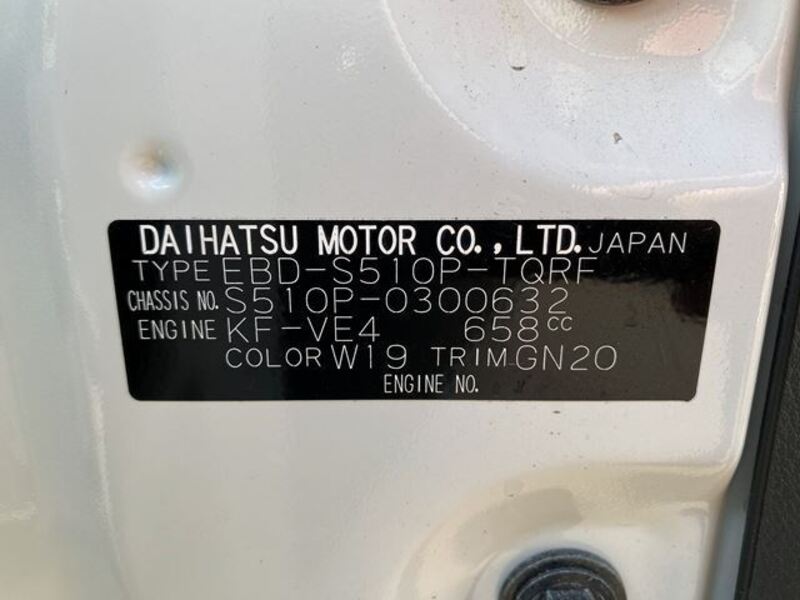 DAIHATSU MOTOR CO., LTD. JAPAN
TYPE EBD-S510P-TQRF
CHASSIS NO. S510P-0300632
ENGINE KF-VE4 658cc
COLOR W19 TRIM GN20
ENGINE NO.